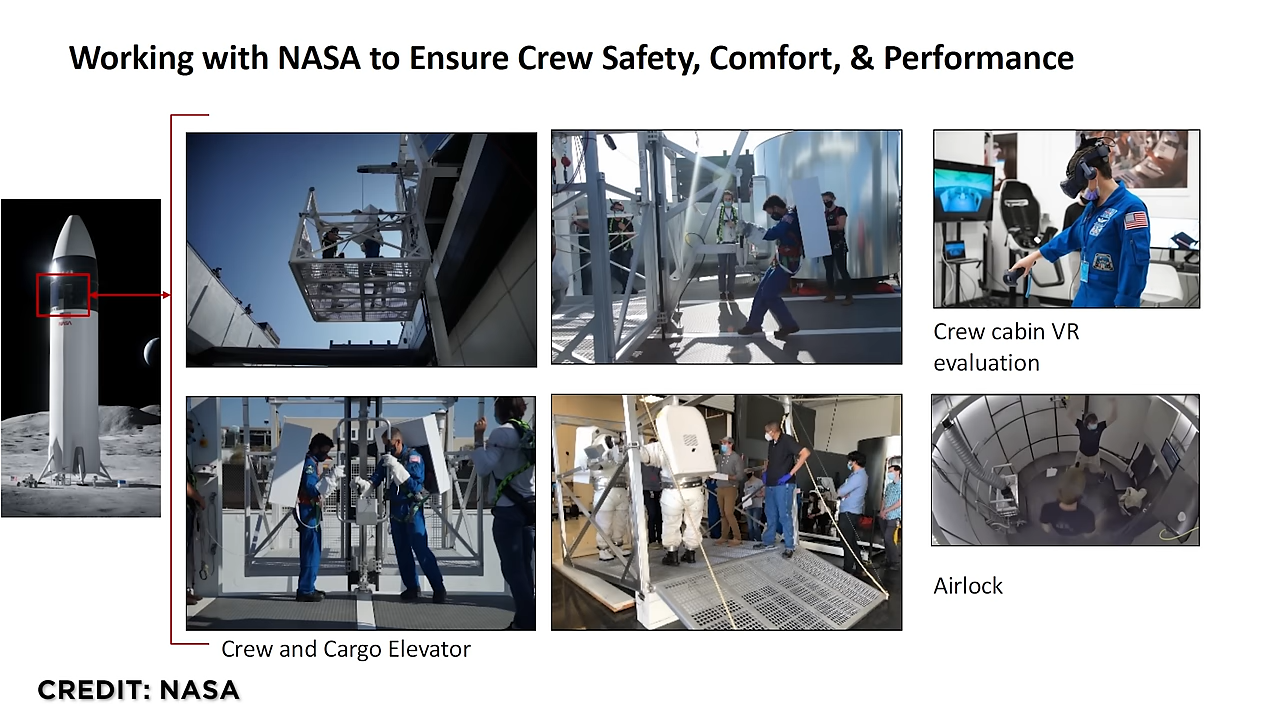 Working with NASA to Ensure Crew Safety, Comfort, & Performance
NASA
Crew cabin VR
evaluation
Airlock
Crew and Cargo Elevator
CREDIT: NASA